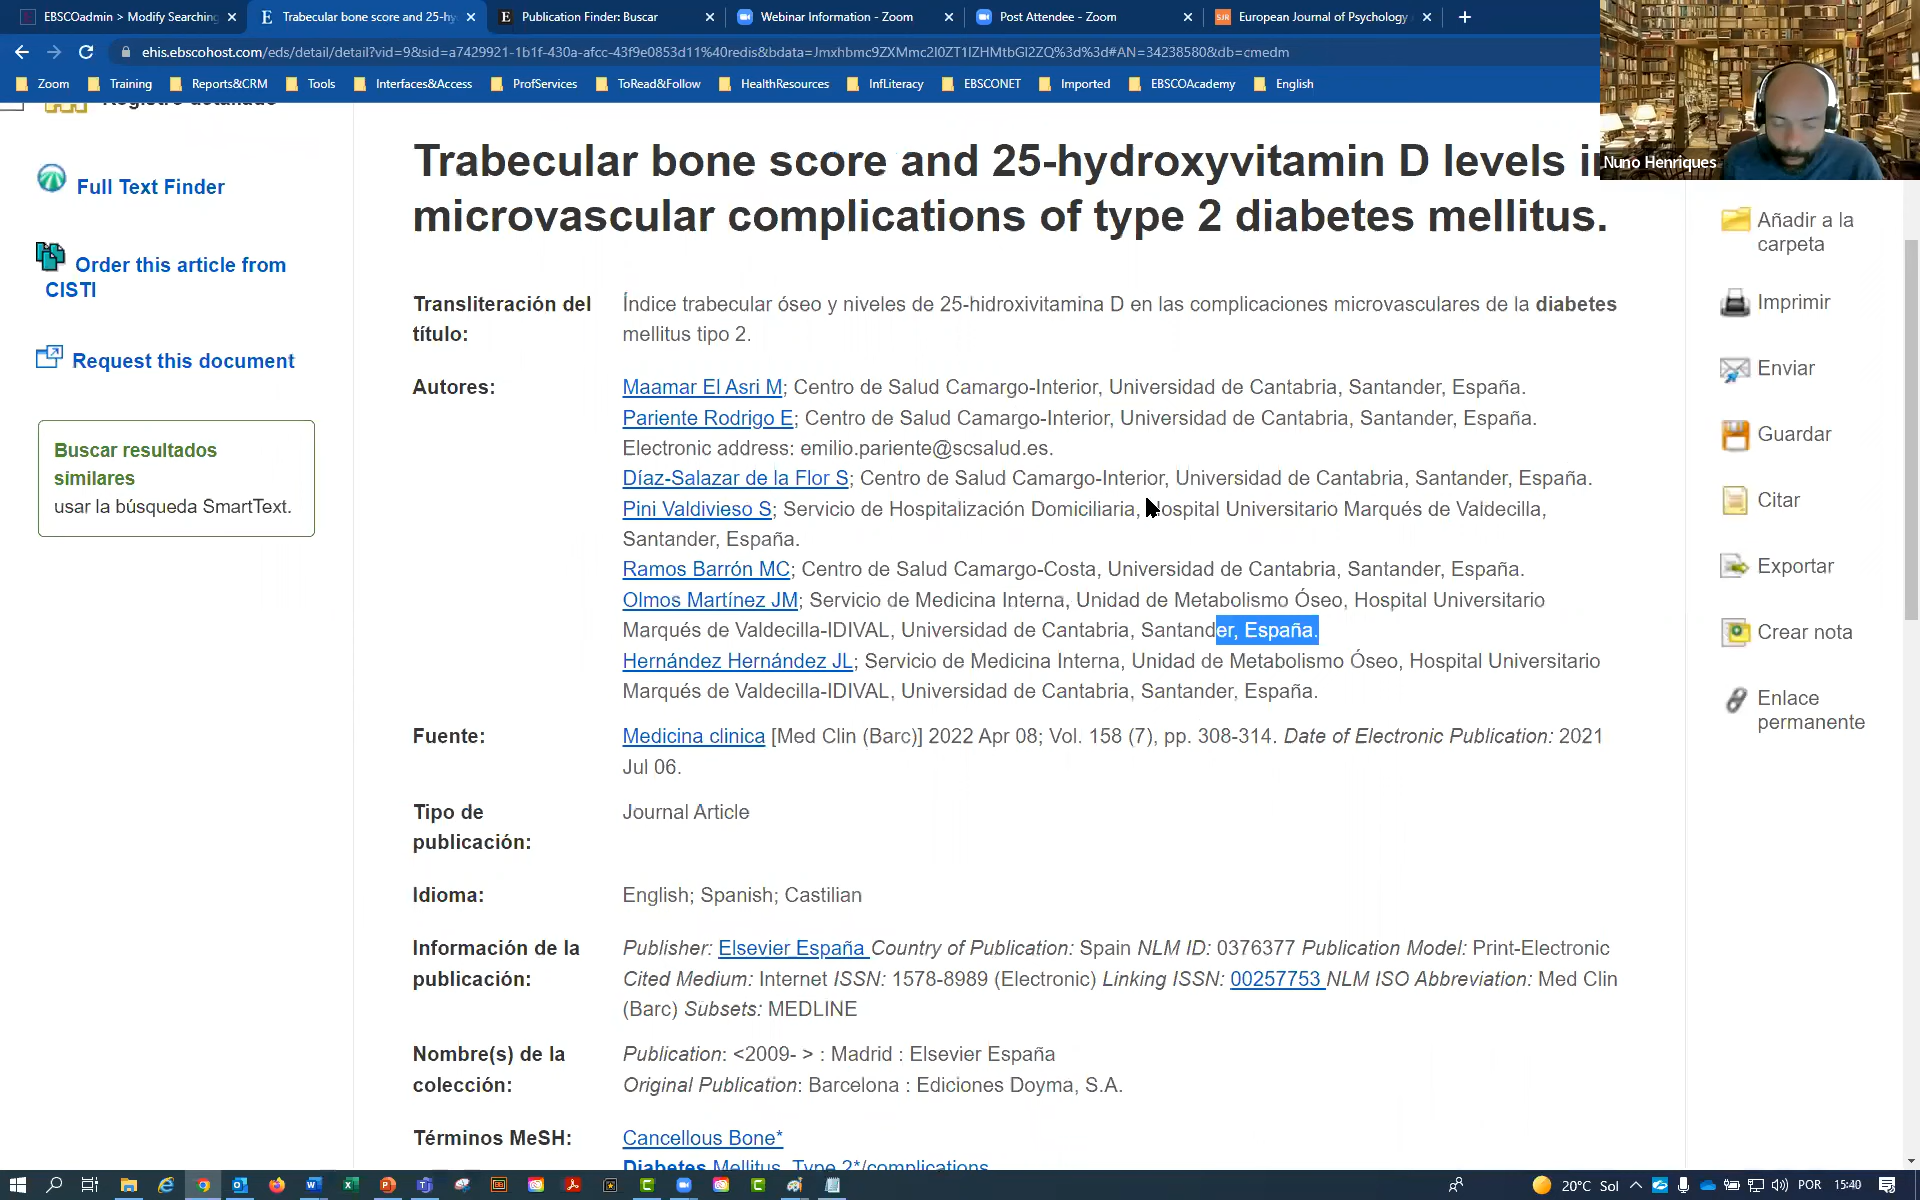 EBSCOadmin > Modify Searching
Trabecular bone score and 25-hy
Publication Finder: Buscar
Webinar Information - Zoom
Post Attendee - Zoom
European Journal of Psychology
ehis.ebscohost.com/eds/detail/detail?vid=9&sid=a7429921-1b1f-430a-afcc-43f9e0853d11%40redis&bdata=Jmxhbmc9ZXMmc2l0ZT1lZHMtbGl2ZQ%3d%3d#AN=34238580&db=cmedm
Zoom
Training
Reports&CRM
Tools
Interfaces&Access
ProfServices
ToRead&Follow
HealthResources
InfLiteracy
EBSCONET
Imported
EBSCOAcademy
English
Nuno Henriques
Registro detallado
Full Text Finder
Order this article from
CISTI
Request this document
Buscar resultados
similares
usar la búsqueda SmartText.
Trabecular bone score and 25-hydroxyvitamin D levels in
microvascular complications of type 2 diabetes mellitus.
Transliteración del título: Índice trabecular óseo y niveles de 25-hidroxivitamina D en las complicaciones microvasculares de la diabetes
mellitus tipo 2.
Autores: Maamar El Asri M; Centro de Salud Camargo-Interior, Universidad de Cantabria, Santander, España.
Pariente Rodrigo E; Centro de Salud Camargo-Interior, Universidad de Cantabria, Santander, España.
Electronic address: emilio.pariente@scsalud.es.
Díaz-Salazar de la Flor S; Centro de Salud Camargo-Interior, Universidad de Cantabria, Santander, España.
Pini Valdivieso S; Servicio de Hospitalización Domiciliaria, Hospital Universitario Marqués de Valdecilla,
Santander, España.
Ramos Barrón MC; Centro de Salud Camargo-Costa, Universidad de Cantabria, Santander, España.
Olmos Martínez JM; Servicio de Medicina Interna, Unidad de Metabolismo Óseo, Hospital Universitario
Marqués de Valdecilla-IDIVAL, Universidad de Cantabria, Santander, España.
Hernández Hernández JL; Servicio de Medicina Interna, Unidad de Metabolismo Óseo, Hospital Universitario
Marqués de Valdecilla-IDIVAL, Universidad de Cantabria, Santander, España.
Fuente: Medicina clinica [Med Clin (Barc)] 2022 Apr 08; Vol. 158 (7), pp. 308-314. Date of Electronic Publication: 2021
Jul 06.
Tipo de publicación: Journal Article
Idioma: English; Spanish; Castilian
Información de la publicación: Publisher: Elsevier España Country of Publication: Spain NLM ID: 0376377 Publication Model: Print-Electronic
Cited Medium: Internet ISSN: 1578-8989 (Electronic) Linking ISSN: 00257753 NLM ISO Abbreviation: Med Clin
(Barc) Subsets: MEDLINE
Nombre(s) de la colección: Publication: <2009- > : Madrid : Elsevier España
Original Publication: Barcelona : Ediciones Doyma, S.A.
Términos MeSH: Cancellous Bone*
Diabetes Mellitus, Type 2*/complications
Añadir a la
carpeta
Imprimir
Enviar
Guardar
Citar
Exportar
Crear nota
Enlace
permanente
20°C Sol
POR
15:40